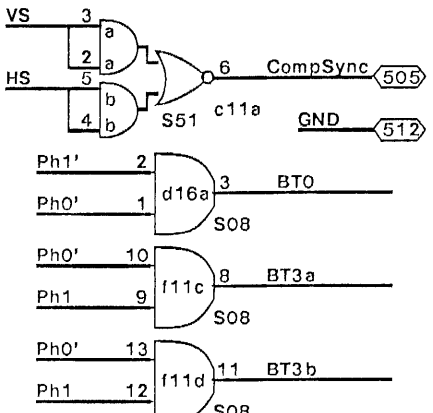 VS 3 a
2 a 6 CompSync 505
HS 5 b
4 b S51 c11a
GND 512
Ph1' 2
d16a 3 BT0
Ph0' 1
S08
Ph0' 10
f11c 8 BT3a
Ph1 9
S08
Ph0' 13
f11d 11 BT3b
Ph1 12
S08